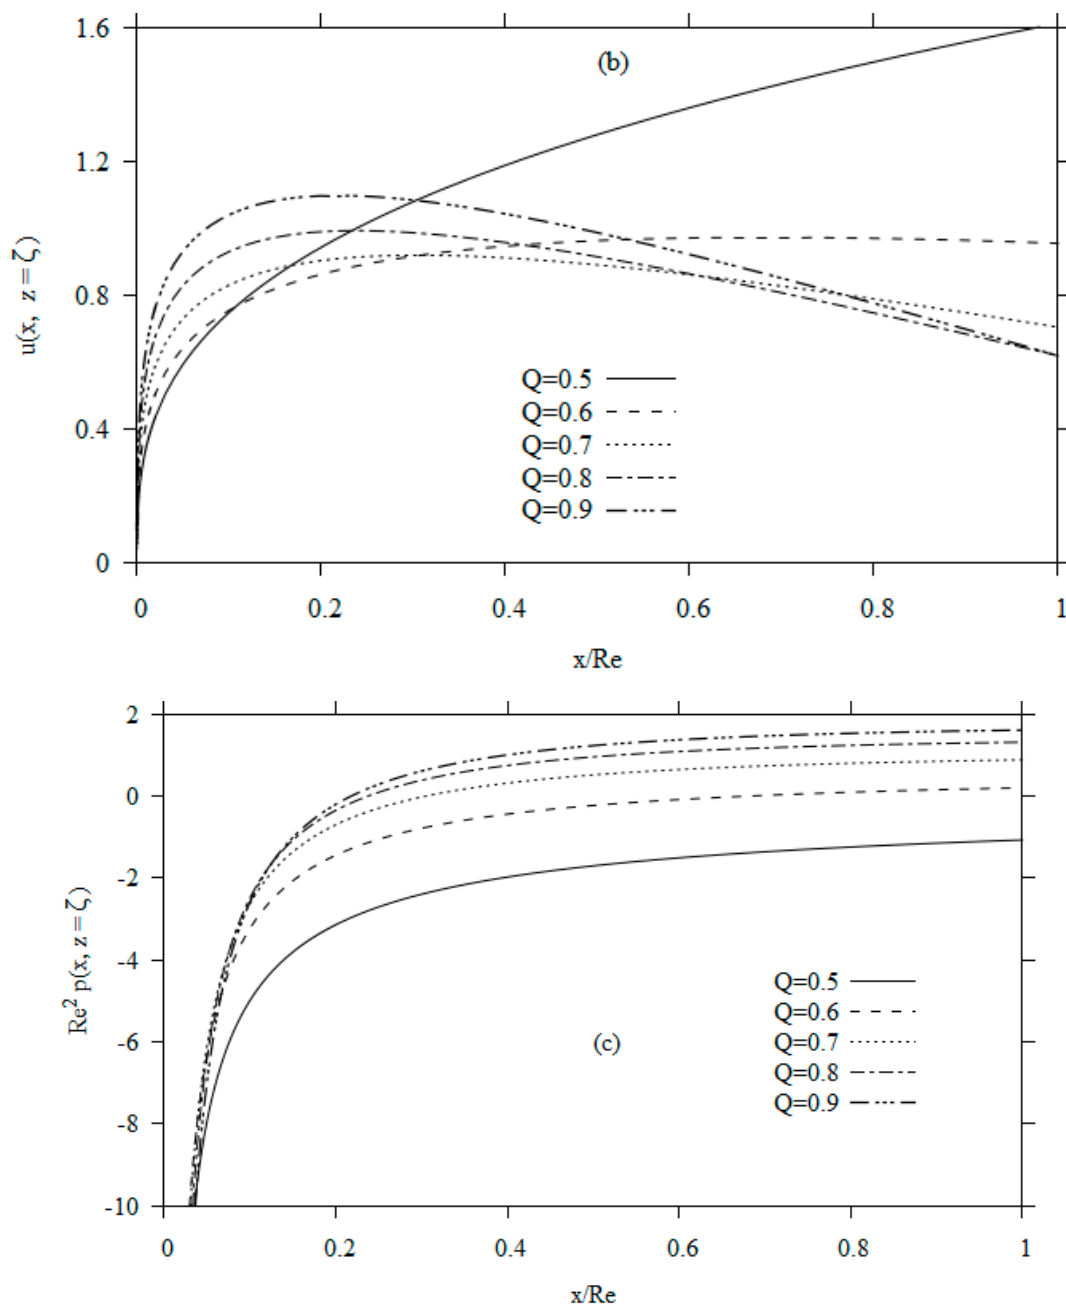 1.6
(b)
1.2
u(x, z = ζ)
0.8
Q=0.5
Q=0.6
0.4
Q=0.7
Q=0.8
Q=0.9
0
0 0.2 0.4 0.6 0.8 1
x/Re
2
0
-2
Re² p(x, z = ζ)
-4
Q=0.5
Q=0.6
-6
(c)
Q=0.7
Q=0.8
-8
Q=0.9
-10
0 0.2 0.4 0.6 0.8 1
x/Re